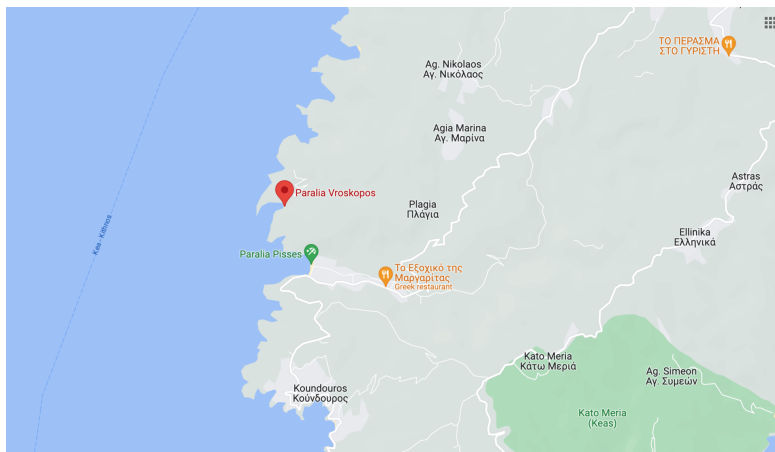 ΤΟ ΠΕΡΑΣΜΑ
ΣΤΟ ΓΥΡΙΣΤΗ
Ag. Nikolaos
Αγ. Νικόλαος
Agia Marina
Αγ. Μαρίνα
Astras
Αστράς
Paralia Vroskopos
Plagia
Πλάγια
Ellinika
Ελληνικά
Kea - Kithnos
Paralia Pisses
Το Εξοχικό της
Μαργαρίτας
Greek restaurant
Kato Meria
Κάτω Μεριά
Ag. Simeon
Αγ. Συμεών
Koundouros
Κούνδουρος
Kato Meria
(Keas)